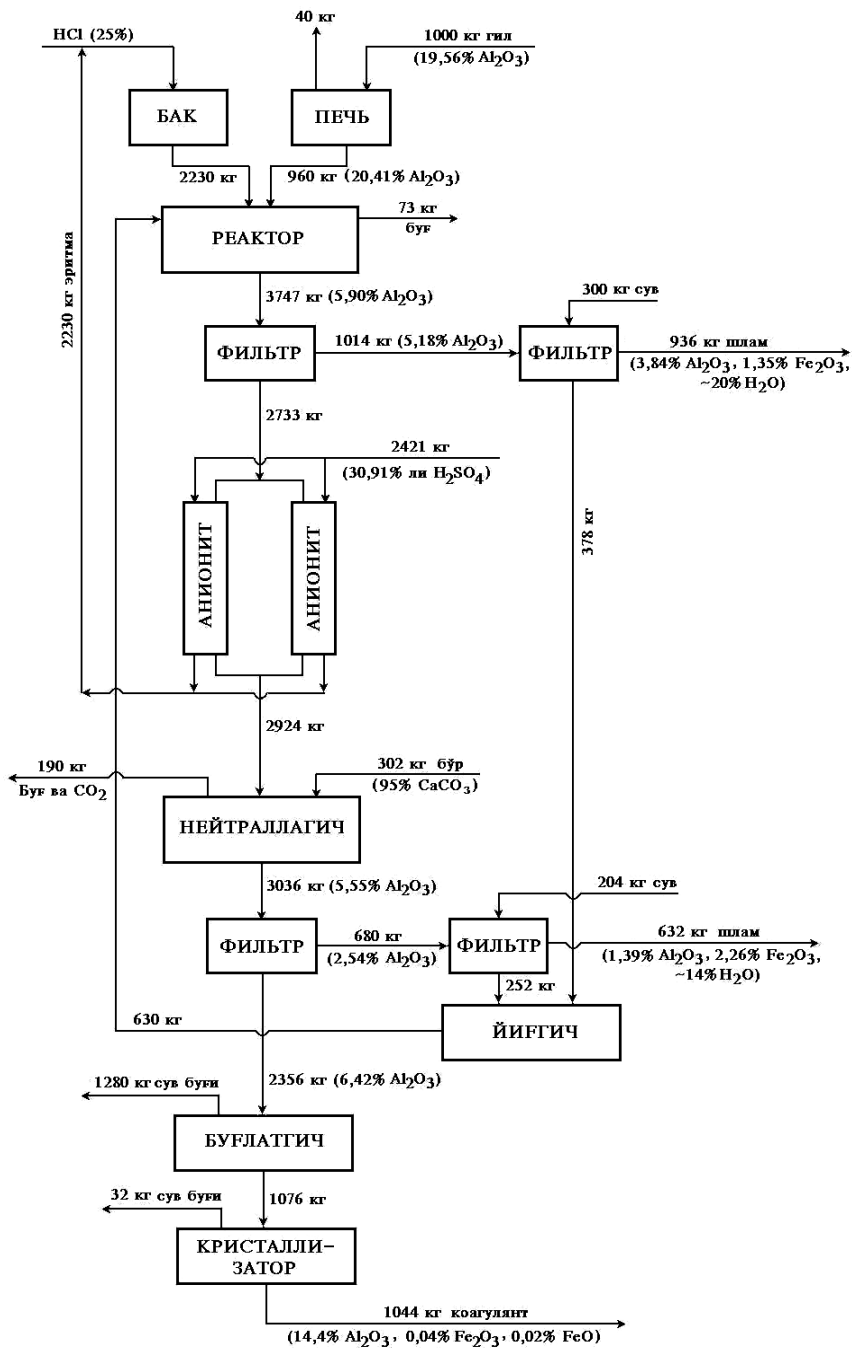 40 кг
HCl (25%)
1000 кг гил
(19,56% Al₂O₃)
БАК
ПЕЧЬ
2230 кг
960 кг (20,41% Al₂O₃)
73 кг
буғ
РЕАКТОР
2230 кг эритма
3747 кг (5,90% Al₂O₃)
300 кг сув
ФИЛЬТР
1014 кг (5,18% Al₂O₃)
ФИЛЬТР
936 кг шлам
(3,84% Al₂O₃, 1,35% Fe₂O₃,
~20% H₂O)
2733 кг
2421 кг
(30,91% ли H₂SO₄)
АНИОНИТ
АНИОНИТ
378 кг
2924 кг
190 кг
Буғ ва CO₂
302 кг бўр
(95% CaCO₃)
НЕЙТРАЛЛАГИЧ
3036 кг (5,55% Al₂O₃)
204 кг сув
ФИЛЬТР
680 кг
(2,54% Al₂O₃)
ФИЛЬТР
632 кг шлам
(1,39% Al₂O₃, 2,26% Fe₂O₃,
~14% H₂O)
252 кг
630 кг
ЙИҒГИЧ
2356 кг (6,42% Al₂O₃)
1280 кг сув буғи
БУҒЛАТГИЧ
32 кг сув буғи
1076 кг
КРИСТАЛЛИ-
ЗАТОР
1044 кг коагулянт
(14,4% Al₂O₃, 0,04% Fe₂O₃, 0,02% FeO)